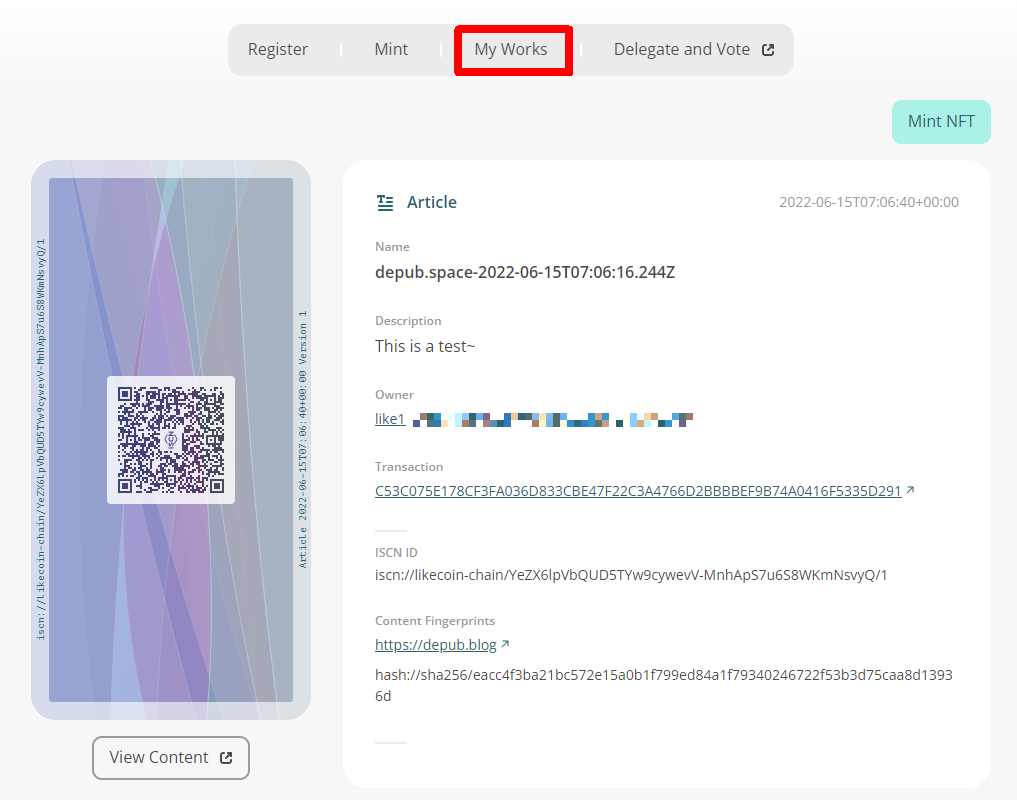 Register
Mint
My Works
Delegate and Vote
Mint NFT
iscn://likecoin-chain/YeZX6lpVbQUD5TYw9cywevV-MnhApS7u6S8WKmNsvyQ/1
ISCN
Article 2022-06-15T07:06:40+00:00 Version 1
View Content
Article
2022-06-15T07:06:40+00:00
Name
depub.space-2022-06-15T07:06:16.244Z
Description
This is a test~
Owner
like1
Transaction
C53C075E178CF3FA036D833CBE47F22C3A4766D2BBBBEF9B74A0416F5335D291
ISCN ID
iscn://likecoin-chain/YeZX6lpVbQUD5TYw9cywevV-MnhApS7u6S8WKmNsvyQ/1
Content Fingerprints
https://depub.blog
hash://sha256/eacc4f3ba21bc572e15a0b1f799ed84a1f79340246722f53b3d75caa8d1393
6d